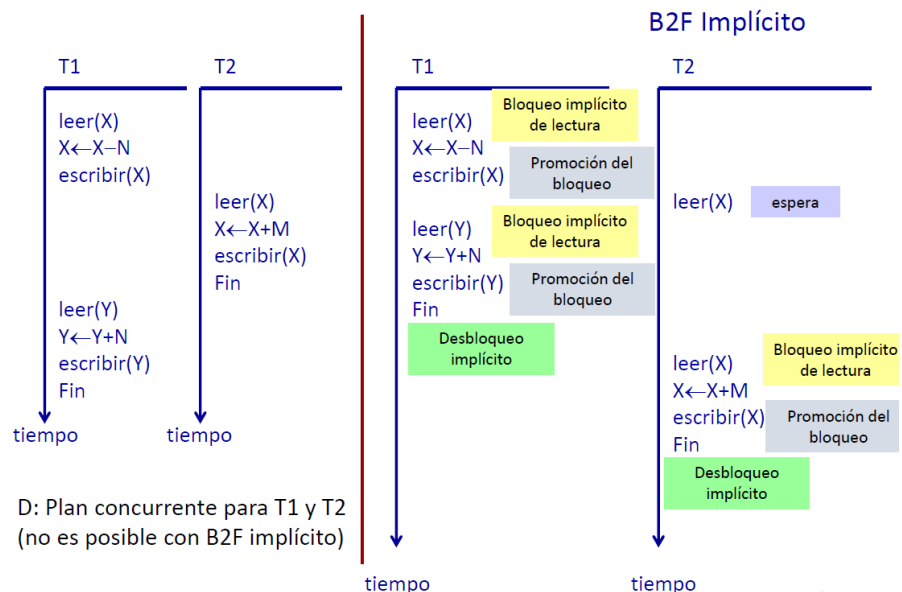 B2F Implícito
T1
T2
leer(X)
X←X−N
escribir(X)
leer(X)
X←X+M
escribir(X)
Fin
leer(Y)
Y←Y+N
escribir(Y)
Fin
tiempo
tiempo
D: Plan concurrente para T1 y T2
(no es posible con B2F implícito)
T1
T2
leer(X)
Bloqueo implícito
de lectura
X←X−N
escribir(X)
Promoción del
bloqueo
leer(X)
espera
leer(Y)
Bloqueo implícito
de lectura
Y←Y+N
escribir(Y)
Promoción del
bloqueo
Fin
Desbloqueo
implícito
leer(X)
Bloqueo implícito
de lectura
X←X+M
escribir(X)
Promoción del
bloqueo
Fin
Desbloqueo
implícito
tiempo
tiempo